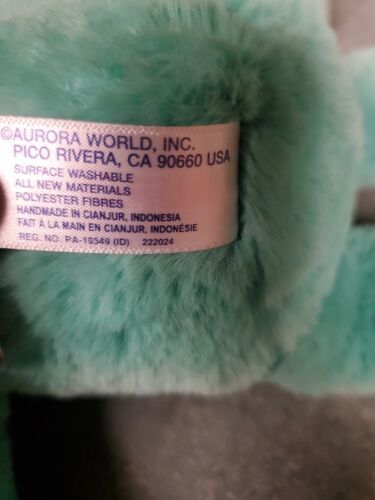 ©AURORA WORLD, INC.
PICO RIVERA, CA 90660 USA
SURFACE WASHABLE
ALL NEW MATERIALS
POLYESTER FIBRES
HANDMADE IN CIANJUR, INDONESIA
FAIT À LA MAIN EN CIANJUR, INDONÉSIE
REG. NO. PA-19549 (ID) 222024